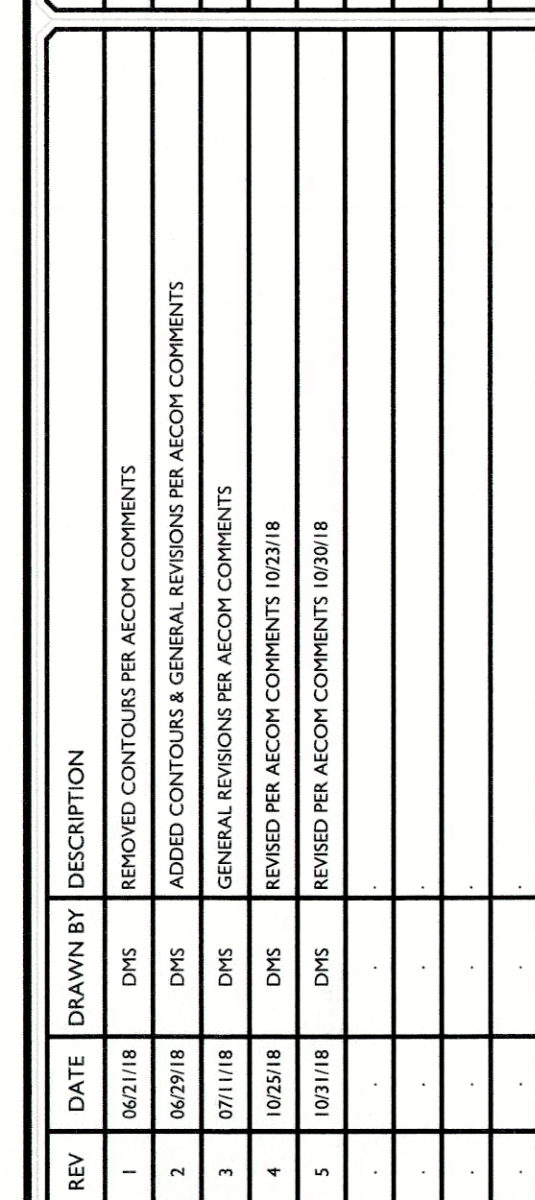 REV DATE DRAWN BY DESCRIPTION
1 06/21/18 DMS REMOVED CONTOURS PER AECOM COMMENTS
2 06/29/18 DMS ADDED CONTOURS & GENERAL REVISIONS PER AECOM COMMENTS
3 07/11/18 DMS GENERAL REVISIONS PER AECOM COMMENTS
4 10/25/18 DMS REVISED PER AECOM COMMENTS 10/23/18
5 10/31/18 DMS REVISED PER AECOM COMMENTS 10/30/18
. . . .
. . . .
. . . .
. . . .